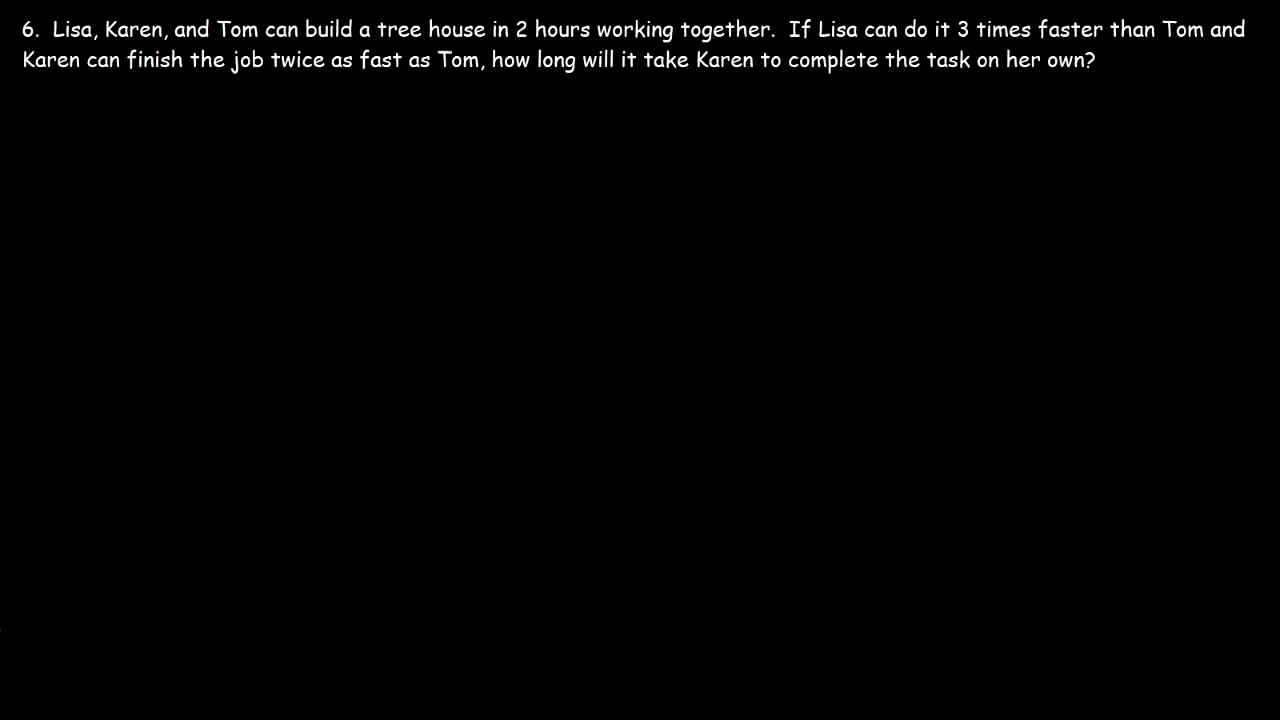 6.  Lisa, Karen, and Tom can build a tree house in 2 hours working together.  If Lisa can do it 3 times faster than Tom and
Karen can finish the job twice as fast as Tom, how long will it take Karen to complete the task on her own?